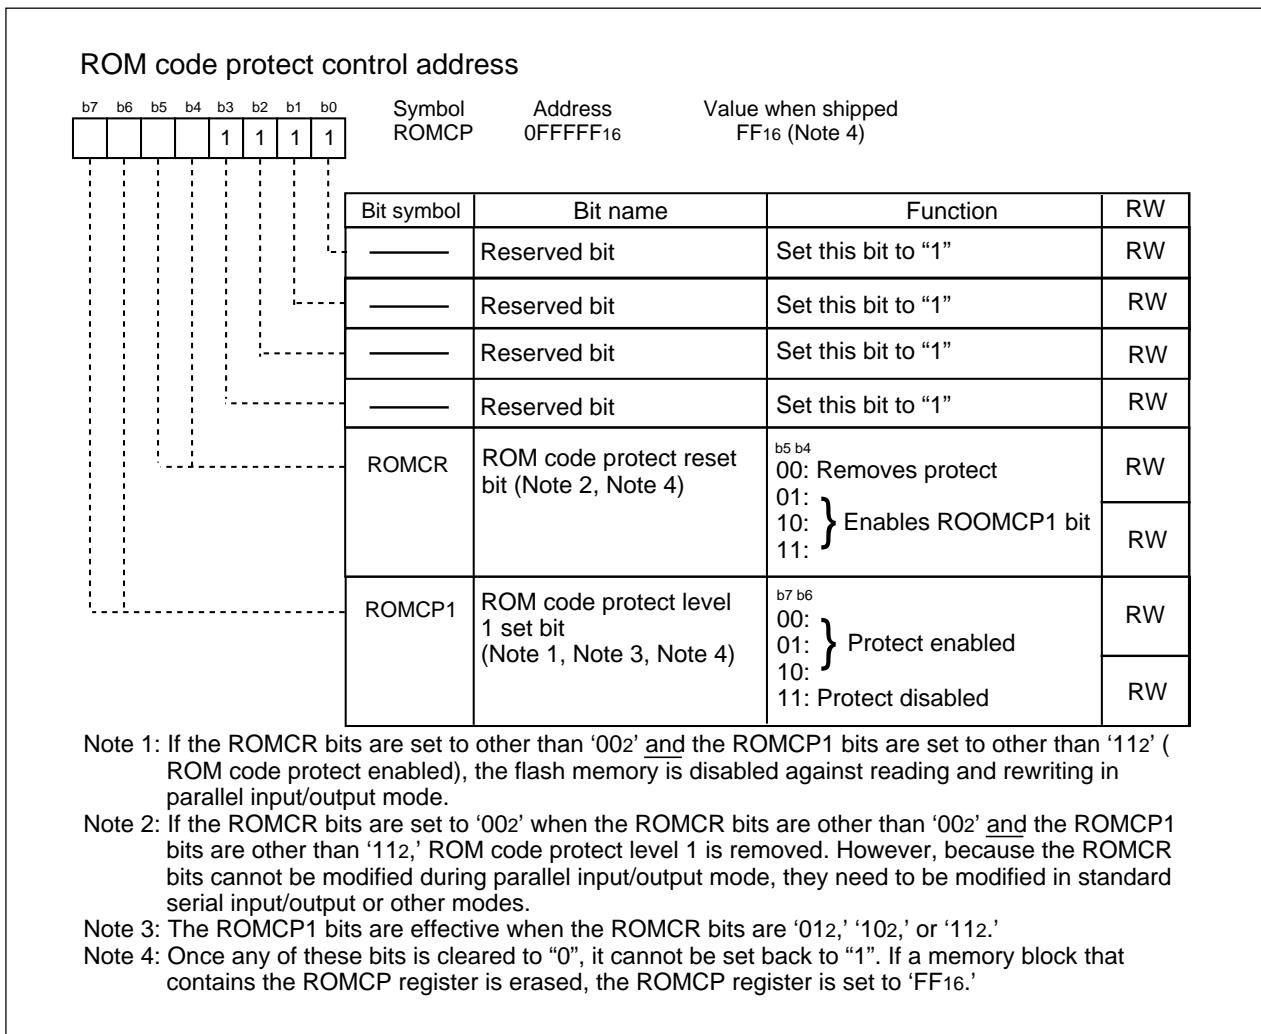 ROM code protect control address
b7 b6 b5 b4 b3 b2 b1 b0
Symbol Address Value when shipped
1 1 1 1
ROMCP 0FFFFF16 FF16 (Note 4)
Bit symbol Bit name Function RW
Reserved bit Set this bit to “1” RW
Reserved bit Set this bit to “1” RW
Reserved bit Set this bit to “1” RW
Reserved bit Set this bit to “1” RW
ROMCR ROM code protect reset bit (Note 2, Note 4)
b5 b4
00: Removes protect
01:
10: } Enables ROOMCP1 bit
11:
RW
RW
ROMCP1 ROM code protect level
1 set bit
(Note 1, Note 3, Note 4)
b7 b6
00:
01: } Protect enabled
10:
11: Protect disabled
RW
RW
Note 1: If the ROMCR bits are set to other than ‘002’ and the ROMCP1 bits are set to other than ‘112’ (
ROM code protect enabled), the flash memory is disabled against reading and rewriting in
parallel input/output mode.
Note 2: If the ROMCR bits are set to ‘002’ when the ROMCR bits are other than ‘002’ and the ROMCP1
bits are other than ‘112,’ ROM code protect level 1 is removed. However, because the ROMCR
bits cannot be modified during parallel input/output mode, they need to be modified in standard
serial input/output or other modes.
Note 3: The ROMCP1 bits are effective when the ROMCR bits are ‘012,’ ‘102,’ or ‘112.’
Note 4: Once any of these bits is cleared to “0”, it cannot be set back to “1”. If a memory block that
contains the ROMCP register is erased, the ROMCP register is set to ‘FF16.’